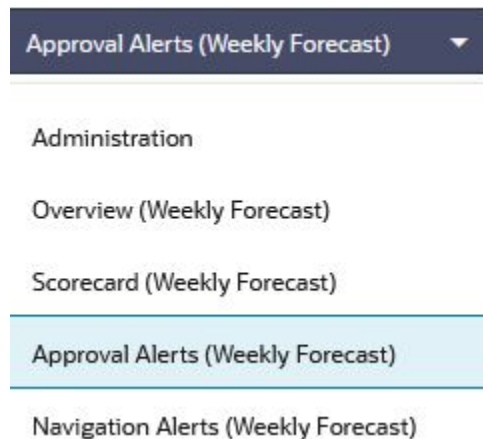 Approval Alerts (Weekly Forecast)
Administration
Overview (Weekly Forecast)
Scorecard (Weekly Forecast)
Approval Alerts (Weekly Forecast)
Navigation Alerts (Weekly Forecast)